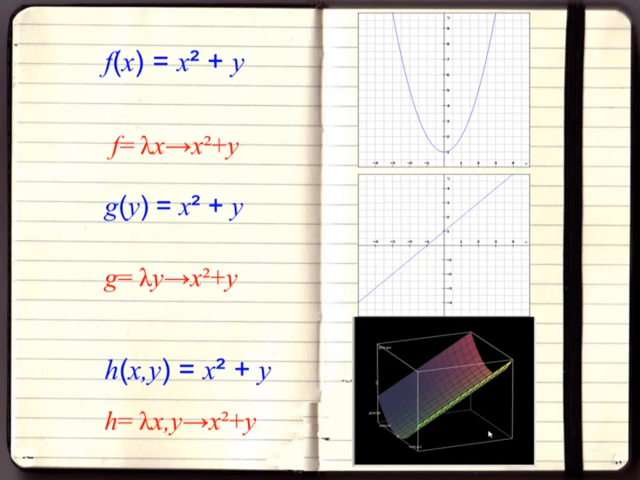 f(x) = x² + y
f= λx→x²+y
g(y) = x² + y
g= λy→x²+y
h(x,y) = x² + y
h= λx,y→x²+y